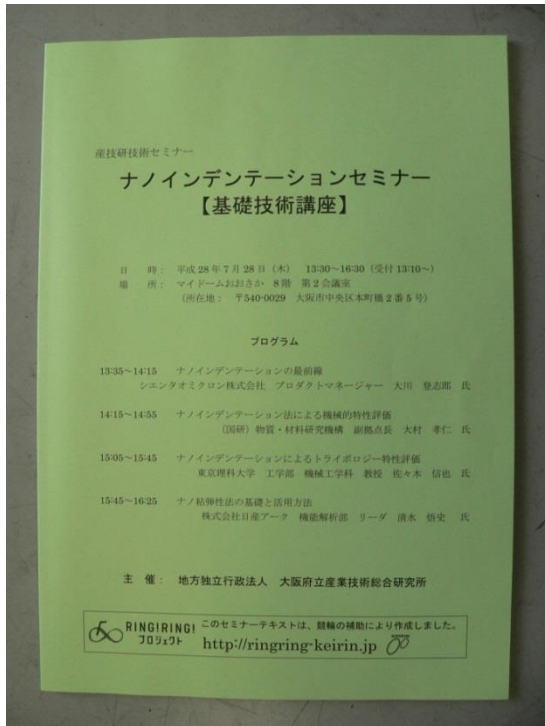 産技研技術セミナー
ナノインデンテーションセミナー
【基礎技術講座】
日 時： 平成 28 年 7 月 28 日（木） 13:30～16:30（受付 13:10～）
場 所： マイドームおおさか 8階 第2会議室
（所在地： 〒540-0029 大阪市中央区本町橋2番5号）
プログラム
13:35～14:15 ナノインデンテーションの最前線
シエンタオミクロン株式会社 プロダクトマネージャー 大川 登志郎 氏
14:15～14:55 ナノインデンテーション法による機械的特性評価
（国研）物質・材料研究機構 副拠点長 大村 孝仁 氏
15:05～15:45 ナノインデンテーションによるトライボロジー特性評価
東京理科大学 工学部 機械工学科 教授 佐々木 信也 氏
15:45～16:25 ナノ粘弾性法の基礎と活用方法
株式会社日産アーク 機能解析部 リーダ 清水 悟史 氏
主 催： 地方独立行政法人 大阪府立産業技術総合研究所
RING!RING!
プロジェクト
このセミナーテキストは、競輪の補助により作成しました。
http://ringring-keirin.jp